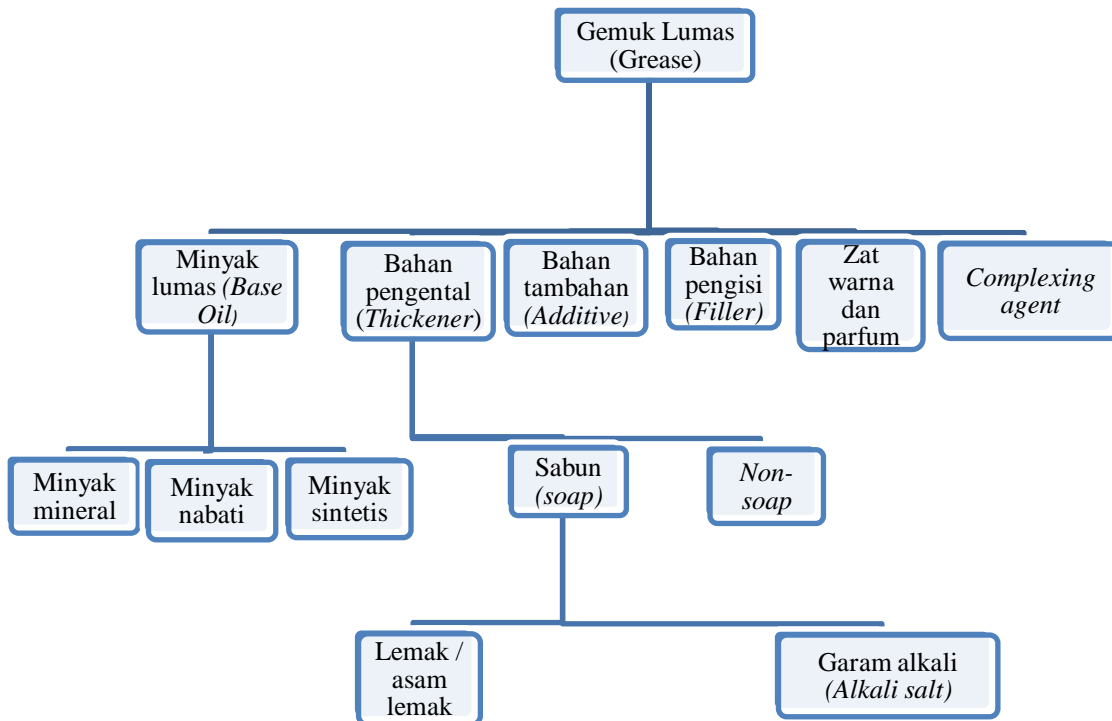 Gemuk Lumas
(Grease)
Minyak
lumas (Base
Oil)
Bahan
pengental
(Thickener)
Bahan
tambahan
(Additive)
Bahan
pengisi
(Filler)
Zat
warna
dan
parfum
Complexing
agent
Minyak
mineral
Minyak
nabati
Minyak
sintetis
Sabun
(soap)
Non-
soap
Lemak /
asam
lemak
Garam alkali
(Alkali salt)